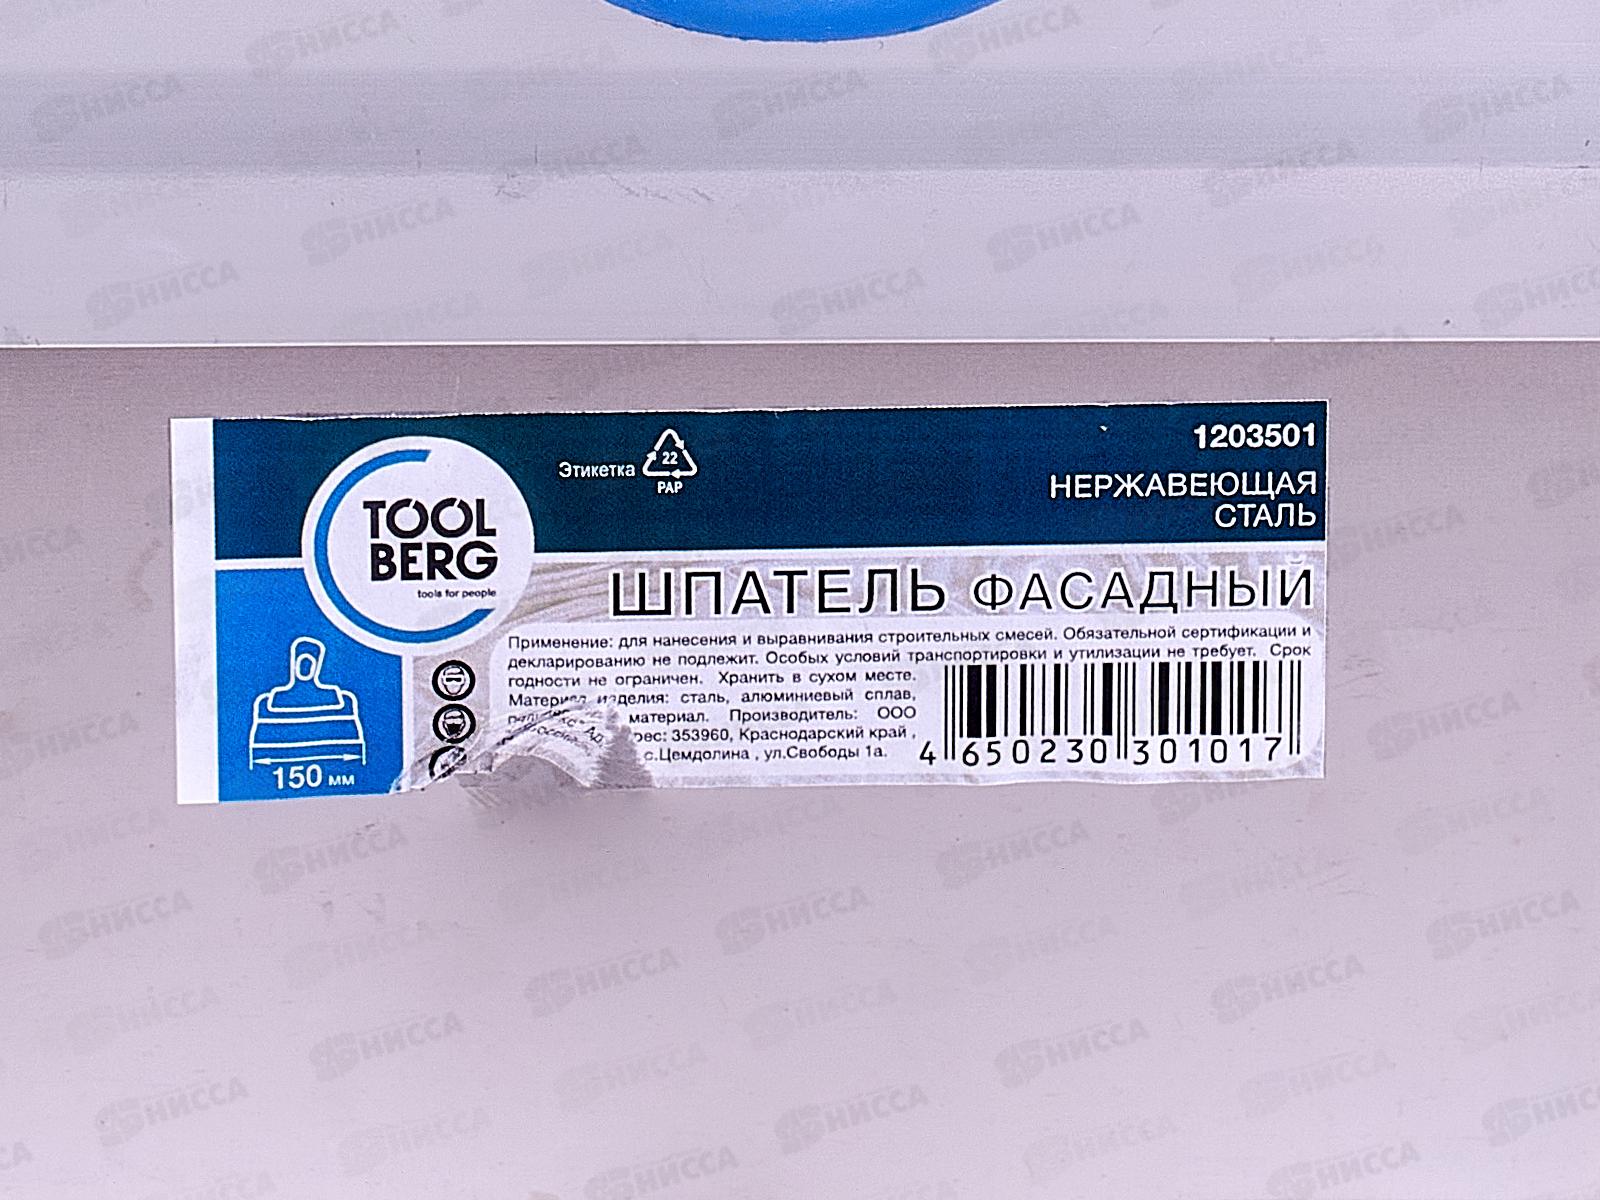 1203501
Этикетка
22
PAP
НЕРЖАВЕЮЩАЯ
СТАЛЬ
TOOL
BERG
tools for people
ШПАТЕЛЬ ФАСАДНЫЙ
Применение: для нанесения и выравнивания строительных смесей. Обязательной сертификации и
декларированию не подлежит. Особых условий транспортировки и утилизации не требует. Срок
годности не ограничен. Хранить в сухом месте.
Материал изделия: сталь, алюминиевый сплав,
материал. Производитель: ООО
353960, Краснодарский край ,
с.Цемдолина , ул.Свободы 1а.
4 650230 301017
150 мм
НИССА